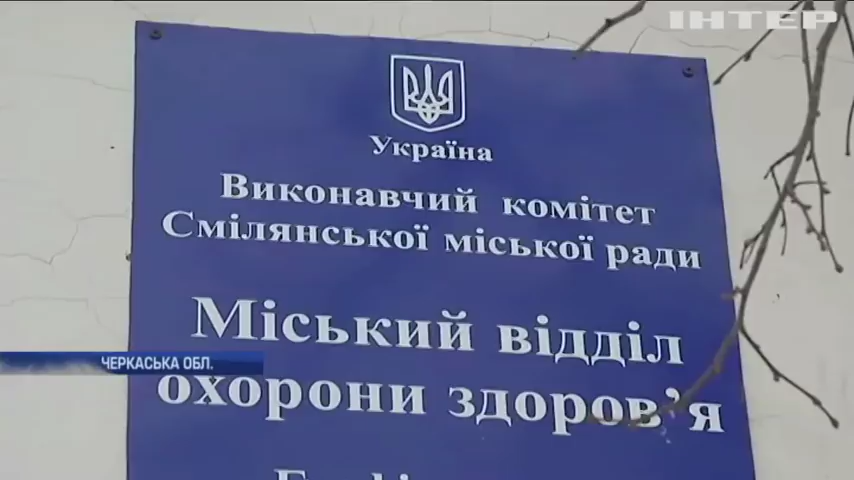 ІНТЕР
Україна
Виконавчий комітет
Смілянської міської ради
Міський відділ
ЧЕРКАСЬКА ОБЛ.
охорони здоров'я